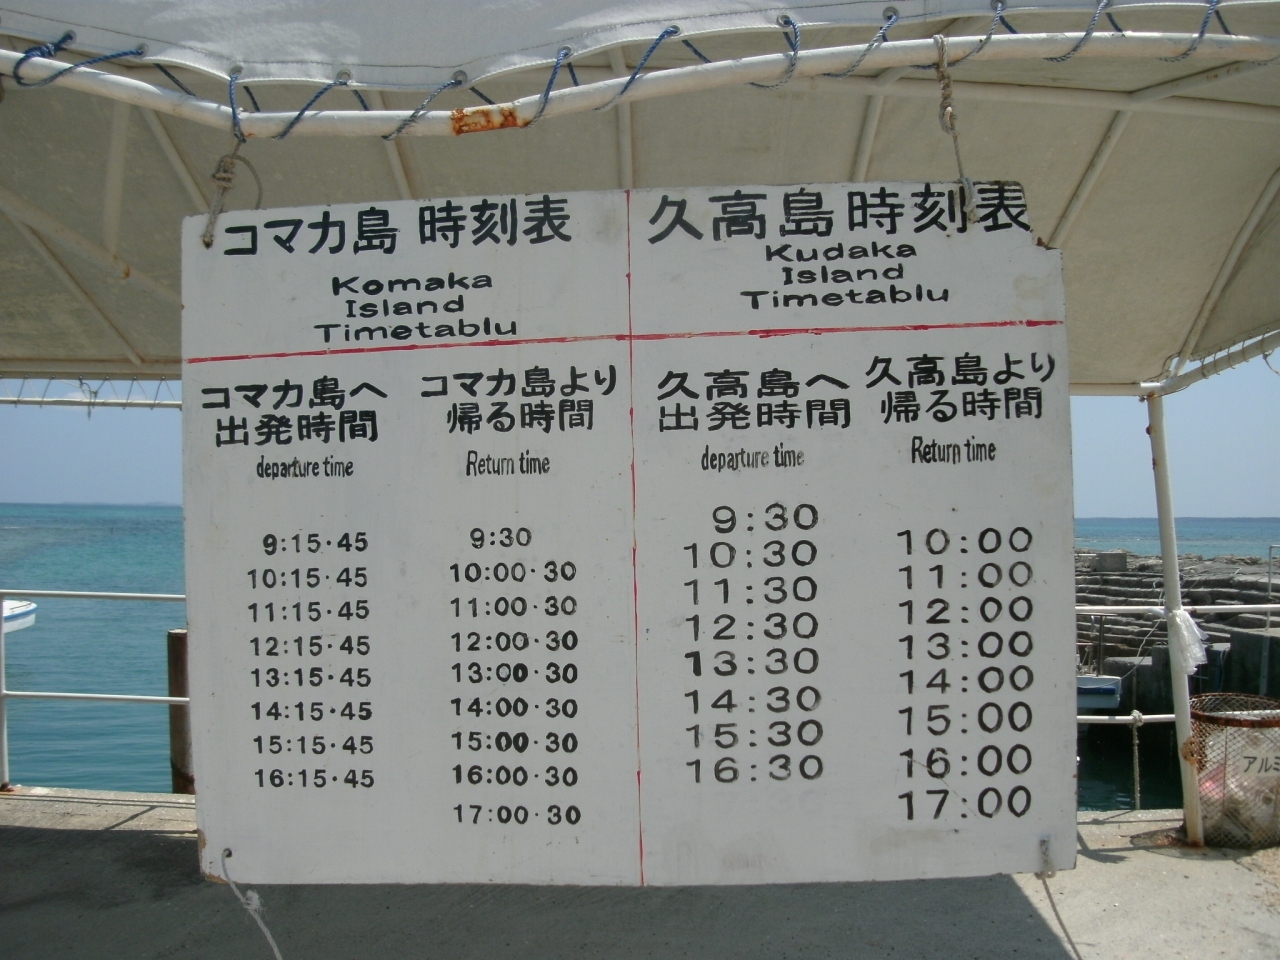 コマカ島 時刻表
Komaka
Island
Timetablu
コマカ島へ
出発時間
departure time
9:15・45
10:15・45
11:15・45
12:15・45
13:15・45
14:15・45
15:15・45
16:15・45
コマカ島より
帰る時間
Return time
9:30
10:00・30
11:00・30
12:00・30
13:00・30
14:00・30
15:00・30
16:00・30
17:00・30
久高島時刻表
Kudaka
Island
Timetablu
久高島へ
出発時間
departure time
9:30
10:30
11:30
12:30
13:30
14:30
15:30
16:30
久高島より
帰る時間
Return time
10:00
11:00
12:00
13:00
14:00
15:00
16:00
17:00
アルミ